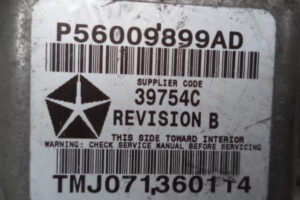 P56009899AD
SUPPLIER CODE
39754C
REVISION B
THIS SIDE TOWARD INTERIOR
WARNING: CHECK SERVICE MANUAL BEFORE SERVICING
TMJ071360114